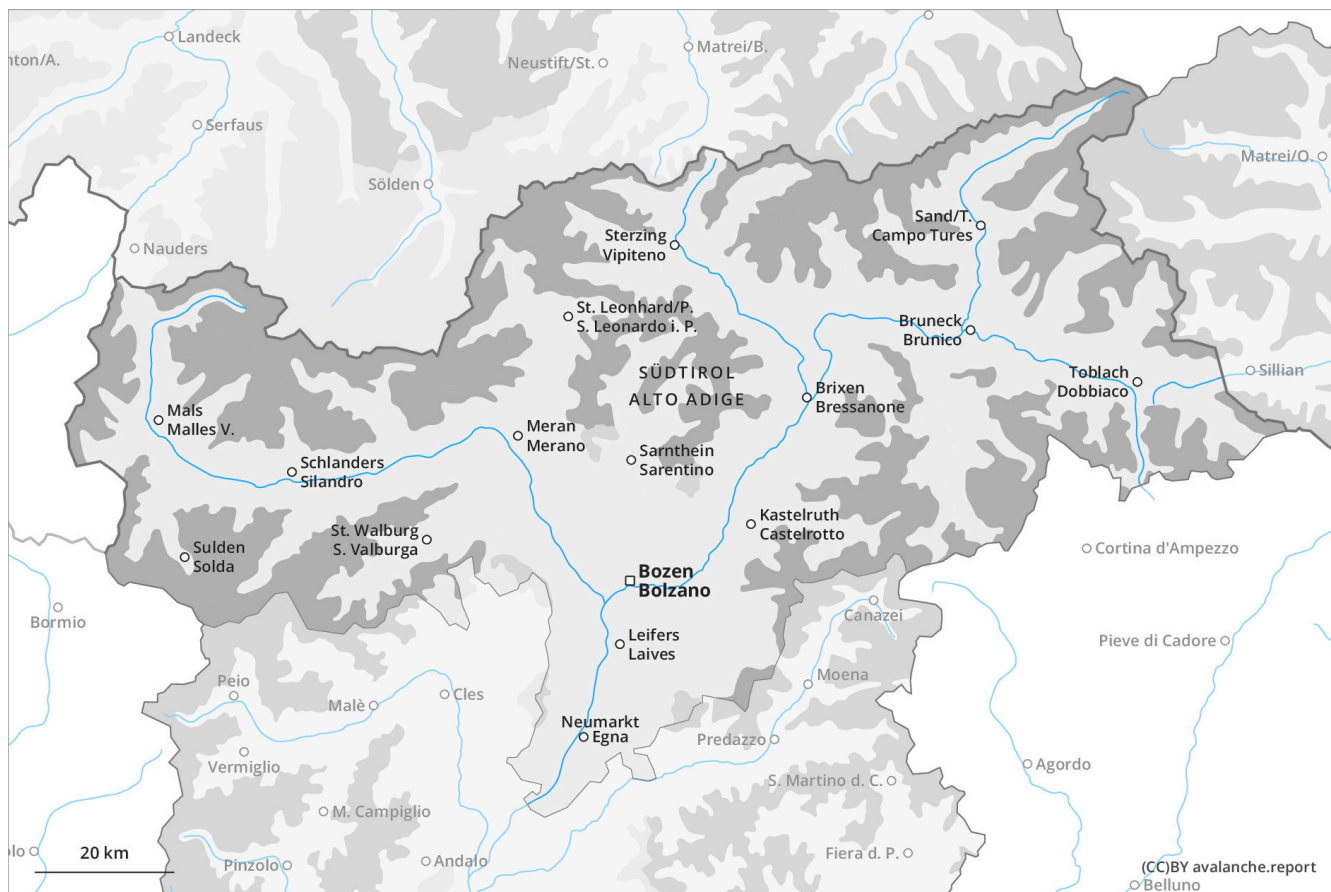 Landeck
nton/A.
Matrei/B.
Neustift/St.
Serfaus
Matrei/O.
Sölden
Sand/T.
Campo Tures
Sterzing
Vipiteno
Nauders
St. Leonhard/P.
S. Leonardo i. P.
Bruneck
Brunico
SÜDTIROL
ALTO ADIGE
Toblach
Dobbiaco
Sillian
Brixen
Bressanone
Mals
Malles V.
Meran
Merano
Sarnthein
Sarentino
Schlanders
Silandro
Kastelruth
Castelrotto
St. Walburg
S. Valburga
Sulden
Solda
Cortina d'Ampezzo
Bozen
Bolzano
Bormio
Canazei
Leifers
Laives
Pieve di Cadore
Peio
Moena
Malè
Cles
Neumarkt
Egna
Predazzo
Vermiglio
Agordo
S. Martino d. C.
M. Campiglio
olo
20 km
Pinzolo
Andalo
Fiera d. P.
(CC)BY avalanche.report
Belluno